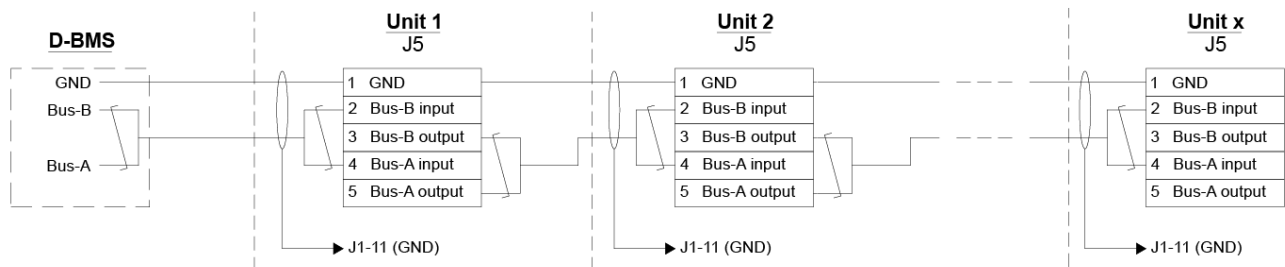 D-BMS
GND
Bus-B
Bus-A
Unit 1
J5
1 GND
2 Bus-B input
3 Bus-B output
4 Bus-A input
5 Bus-A output
J1-11 (GND)
Unit 2
J5
1 GND
2 Bus-B input
3 Bus-B output
4 Bus-A input
5 Bus-A output
J1-11 (GND)
Unit x
J5
1 GND
2 Bus-B input
3 Bus-B output
4 Bus-A input
5 Bus-A output
J1-11 (GND)